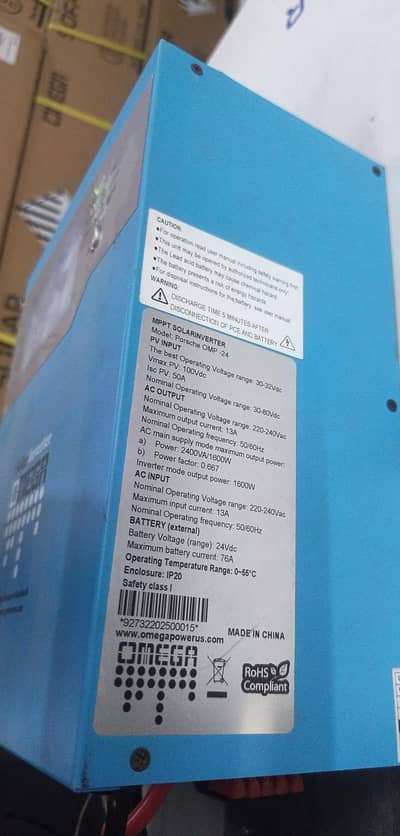 CAUTION:
•For operation read user manual including safety warning first
•This unit may be opened by authorized technicians only!
•The Lead acid battery may cause chemical hazard
•The battery presents a risk of energy hazards
•For disposal instructions for the battery, see user manual
WARNING:
DISCHARGE TIME 5 MINUTES AFTER
DISCONNECTION OF PCE AND BATTERY
MPPT SOLARINVERTER
Model: Porsche OMP -24
PV INPUT
The best Operating Voltage range: 30-32Vdc
Vmax PV: 100Vdc
Isc PV: 50A
Nominal Operating Voltage range: 30-80Vdc
AC OUTPUT
Nominal Operating Voltage range: 220-240Vac
Maximum output current: 13A
Nominal Operating frequency: 50/60Hz
AC main supply mode maximum output power:
a) Power: 2400VA/1600W
b) Power factor: 0.667
Inverter mode output power: 1600W
AC INPUT
Nominal Operating Voltage range: 220-240Vac
Maximum input current: 13A
Nominal Operating frequency: 50/60Hz
BATTERY (external)
Battery Voltage (range): 24Vdc
Maximum battery current: 76A
Operating Temperature Range: 0~55°C
Enclosure: IP20
Safety class I
*92732202500015*
www.omegapowerus.com MADE IN CHINA
OMEGA
RoHS
Compliant
OMEGA
OMEGA